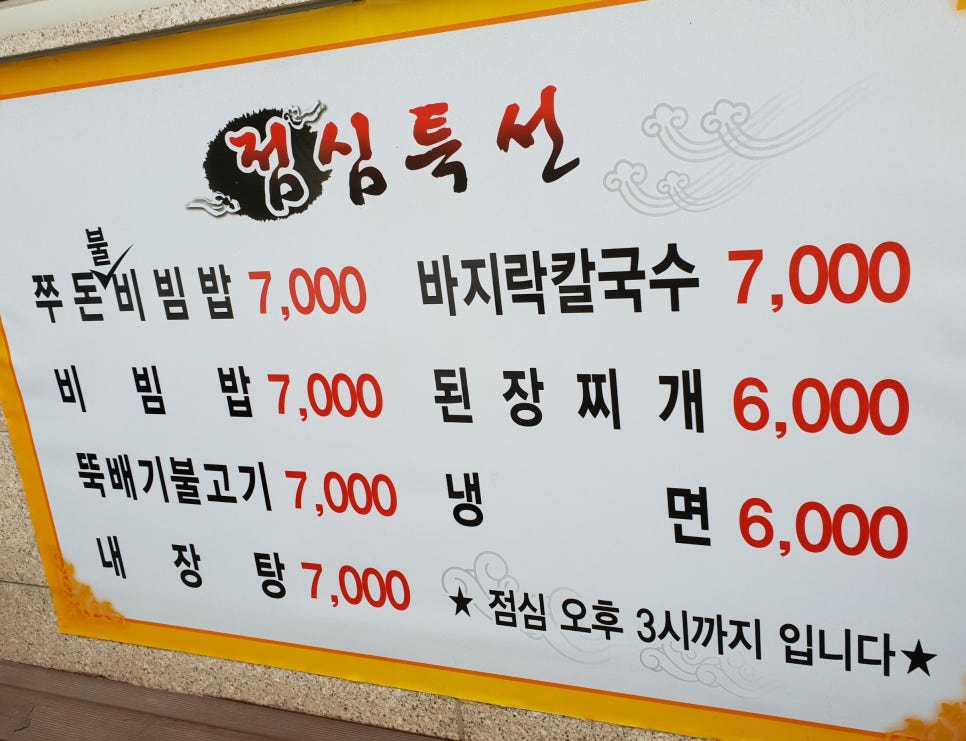 점심특선
쭈돈불비빔밥 7,000
비빔밥 7,000
뚝배기불고기 7,000
내장탕 7,000
바지락칼국수 7,000
된장찌개 6,000
냉면 6,000
★ 점심 오후 3시까지 입니다★